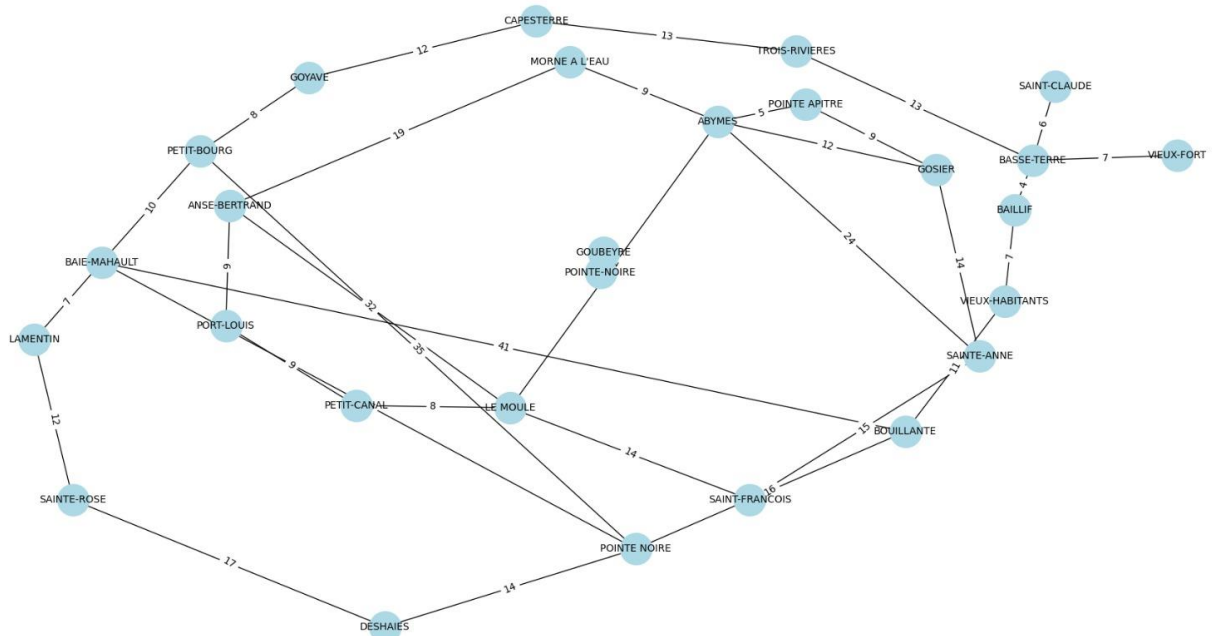 CAPESTERRE
13
TROIS-RIVIERES
12
MORNE A L'EAU
GOYAVE
SAINT-CLAUDE
9
13
POINTE APITRE
5
8
ABYMES
6
19
9
PETIT-BOURG
12
BASSE-TERRE
7
VIEUX-FORT
GOSIER
4
10
ANSE-BERTRAND
BAILLIF
24
GOUBEYRE
7
BAIE-MAHAULT
9
14
POINTE-NOIRE
7
VIEUX-HABITANTS
32
PORT-LOUIS
LAMENTIN
41
35
SAINTE-ANNE
9
11
PETIT-CANAL
8
LE MOULE
12
15
BOUILLANTE
14
16
SAINTE-ROSE
SAINT-FRANCOIS
POINTE NOIRE
17
14
DESHAIES